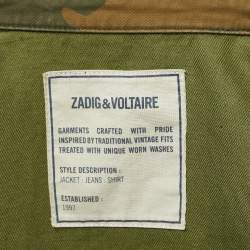 ZADIG & VOLTAIRE
GARMENTS CRAFTED WITH PRIDE
INSPIRED BY TRADITIONAL VINTAGE FITS
TREATED WITH UNIQUE WORN WASHES
STYLE DESCRIPTION :
JACKET · JEANS · SHIRT
ESTABLISHED :
1997